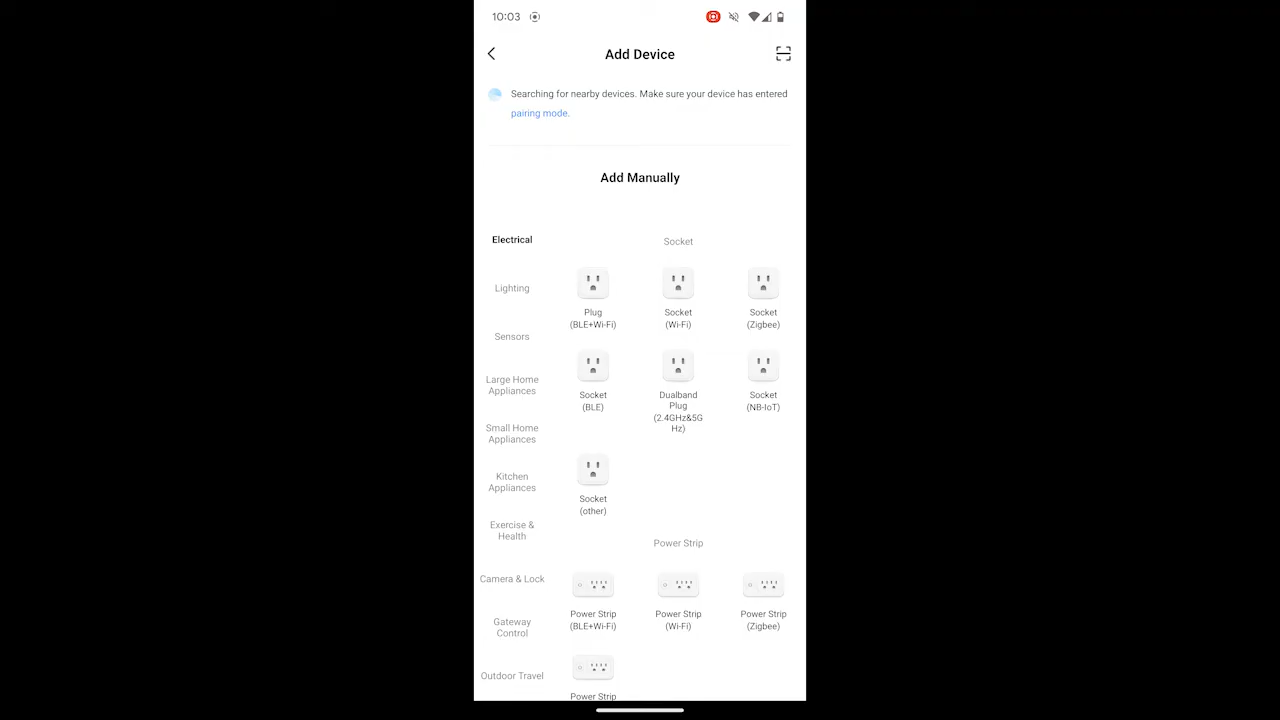 10:03
Add Device
Searching for nearby devices. Make sure your device has entered
pairing mode.
Add Manually
Electrical
Lighting
Sensors
Large Home
Appliances
Small Home
Appliances
Kitchen
Appliances
Exercise &
Health
Camera & Lock
Gateway
Control
Outdoor Travel
Socket
Plug
(BLE+Wi-Fi)
Socket
(Wi-Fi)
Socket
(Zigbee)
Socket
(BLE)
Dualband
Plug
(2.4GHz&5G
Hz)
Socket
(NB-IoT)
Socket
(other)
Power Strip
Power Strip
(BLE+Wi-Fi)
Power Strip
(Wi-Fi)
Power Strip
(Zigbee)
Power Strip